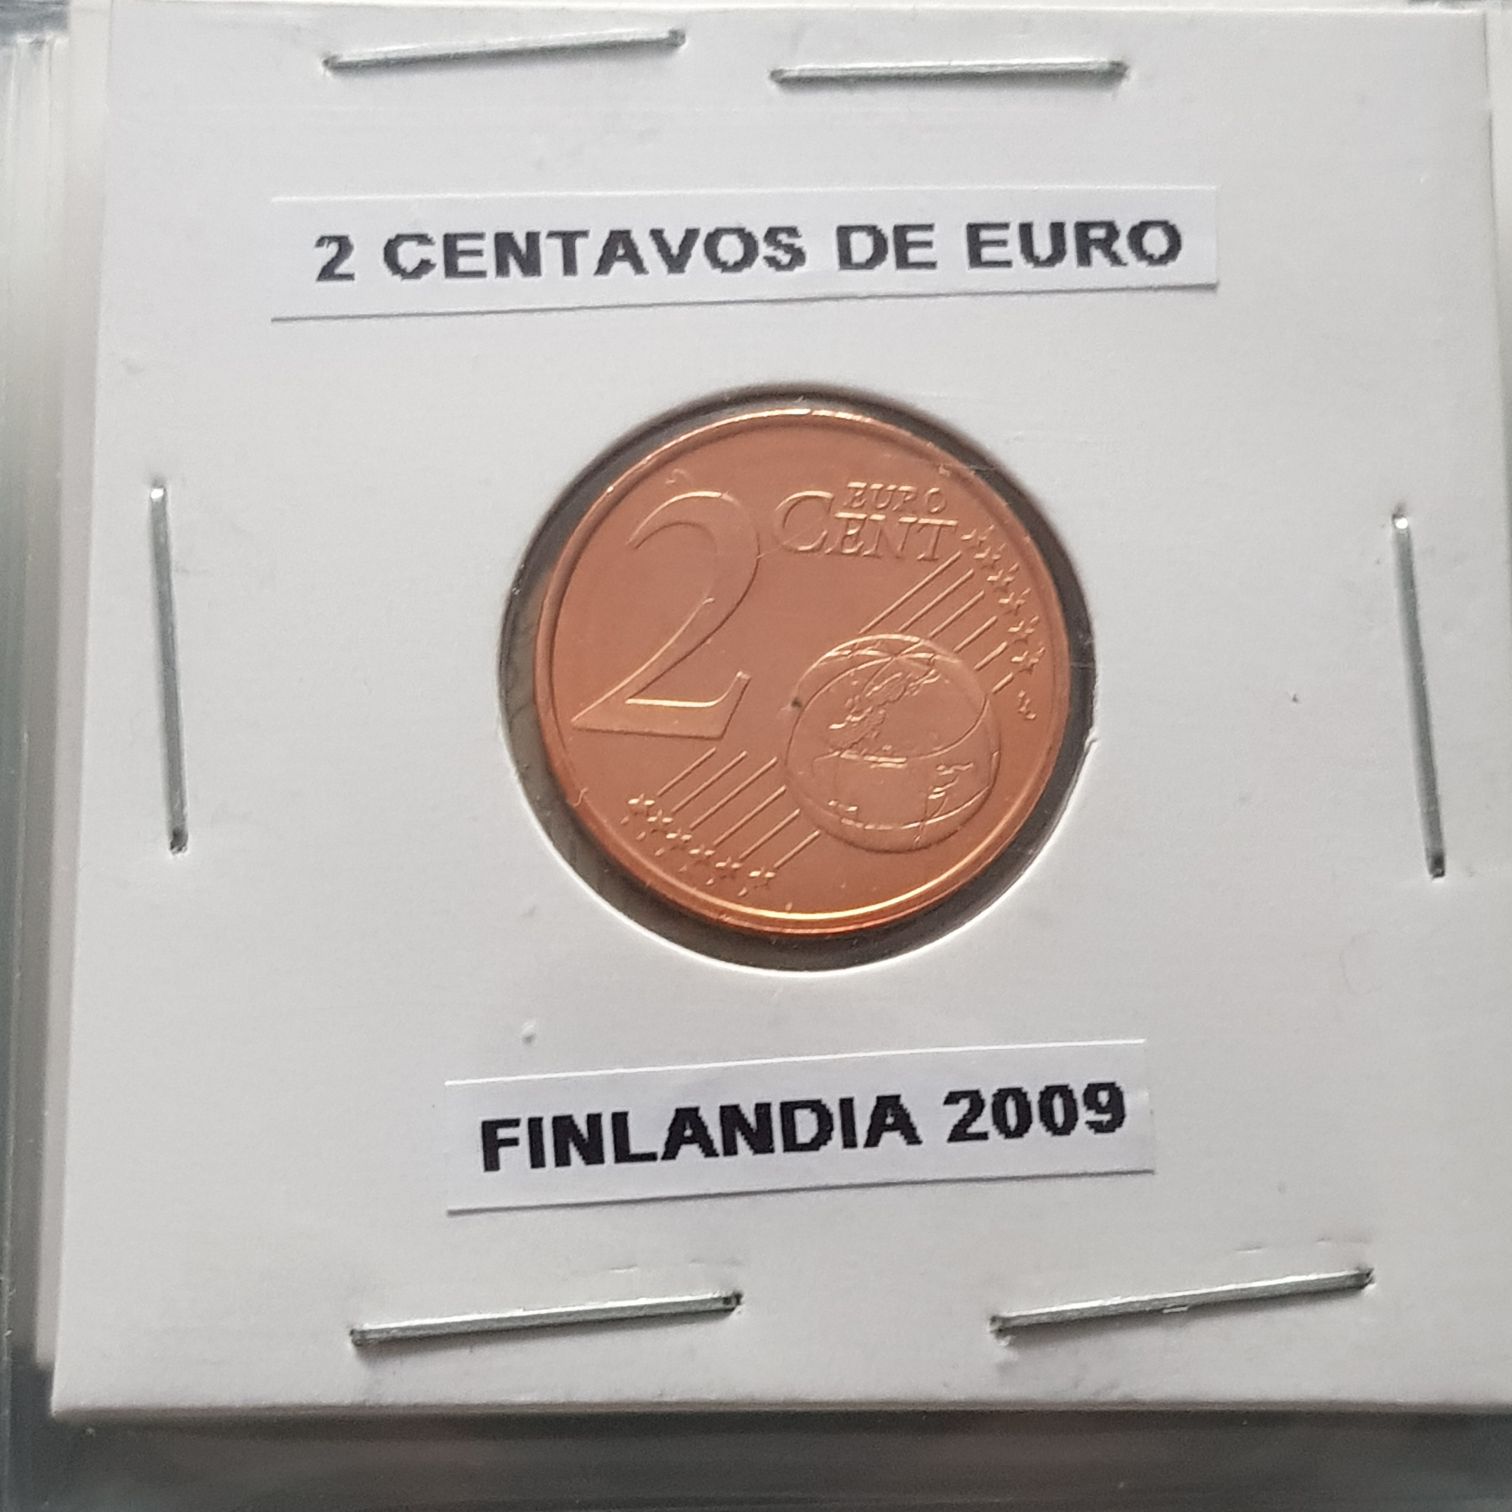 2 CENTAVOS DE EURO
2 EURO
CENT
FINLANDIA 2009